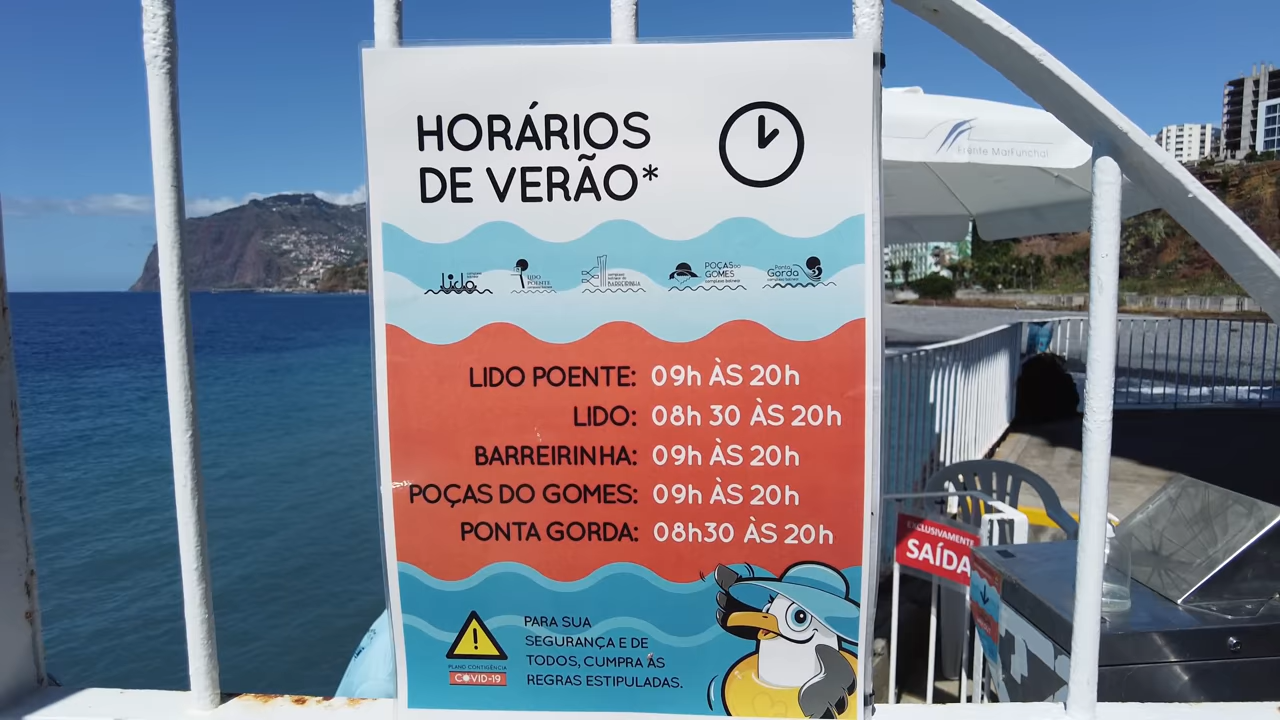 HORÁRIOS
DE VERÃO*
Frente MarFunchal
lido
LIDO
POENTE
BARREIRINHA
POÇAS DO
GOMES
complexo balnear
Ponta
Gorda
LIDO POENTE: 09h ÀS 20h
LIDO: 08h 30 ÀS 20h
BARREIRINHA: 09h ÀS 20h
POÇAS DO GOMES: 09h ÀS 20h
PONTA GORDA: 08h30 ÀS 20h
EXCLUSIVAMENTE
SAÍDA
PARA SUA
SEGURANÇA E DE
TODOS, CUMPRA ÀS
REGRAS ESTIPULADAS.
PLANO CONTIGÊNCIA
COVID-19